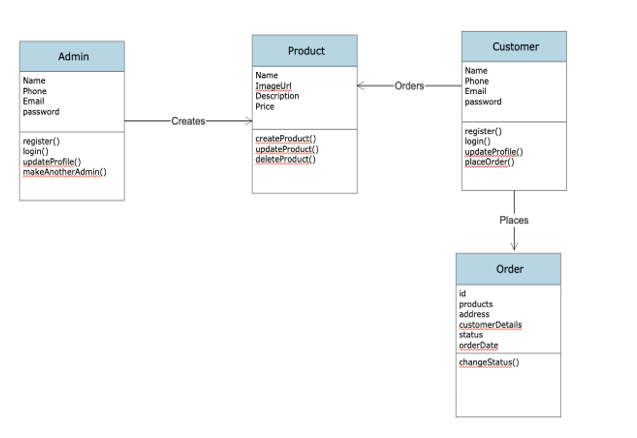 Admin
Name
Phone
Email
password
register()
login()
updateProfile()
makeAnotherAdmin()
Creates
Product
Name
ImageUrl
Description
Price
createProduct()
updateProduct()
deleteProduct()
Orders
Customer
Name
Phone
Email
password
register()
login()
updateProfile()
placeOrder()
Places
Order
id
products
address
customerDetails
status
orderDate
changeStatus()